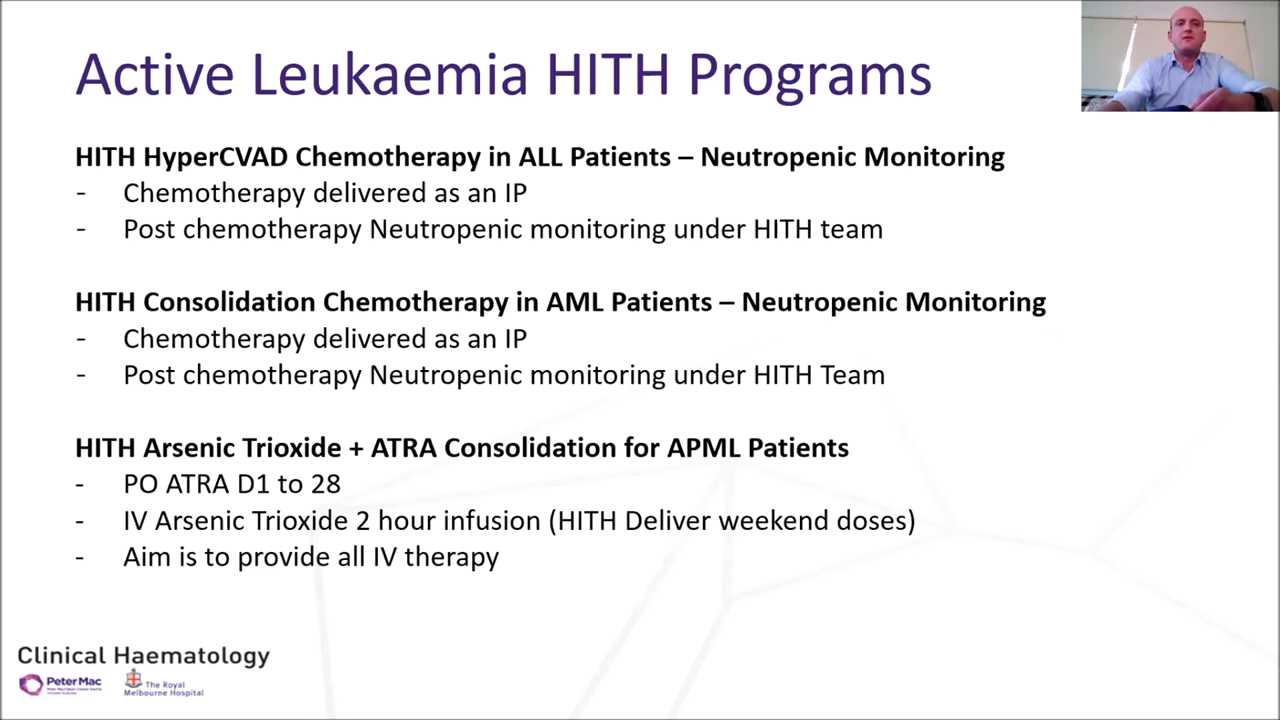 Active Leukaemia HITH Programs
HITH HyperCVAD Chemotherapy in ALL Patients – Neutropenic Monitoring
- Chemotherapy delivered as an IP
- Post chemotherapy Neutropenic monitoring under HITH team
HITH Consolidation Chemotherapy in AML Patients – Neutropenic Monitoring
- Chemotherapy delivered as an IP
- Post chemotherapy Neutropenic monitoring under HITH Team
HITH Arsenic Trioxide + ATRA Consolidation for APML Patients
- PO ATRA D1 to 28
- IV Arsenic Trioxide 2 hour infusion (HITH Deliver weekend doses)
- Aim is to provide all IV therapy
Clinical Haematology
Peter Mac
The Royal
Melbourne Hospital